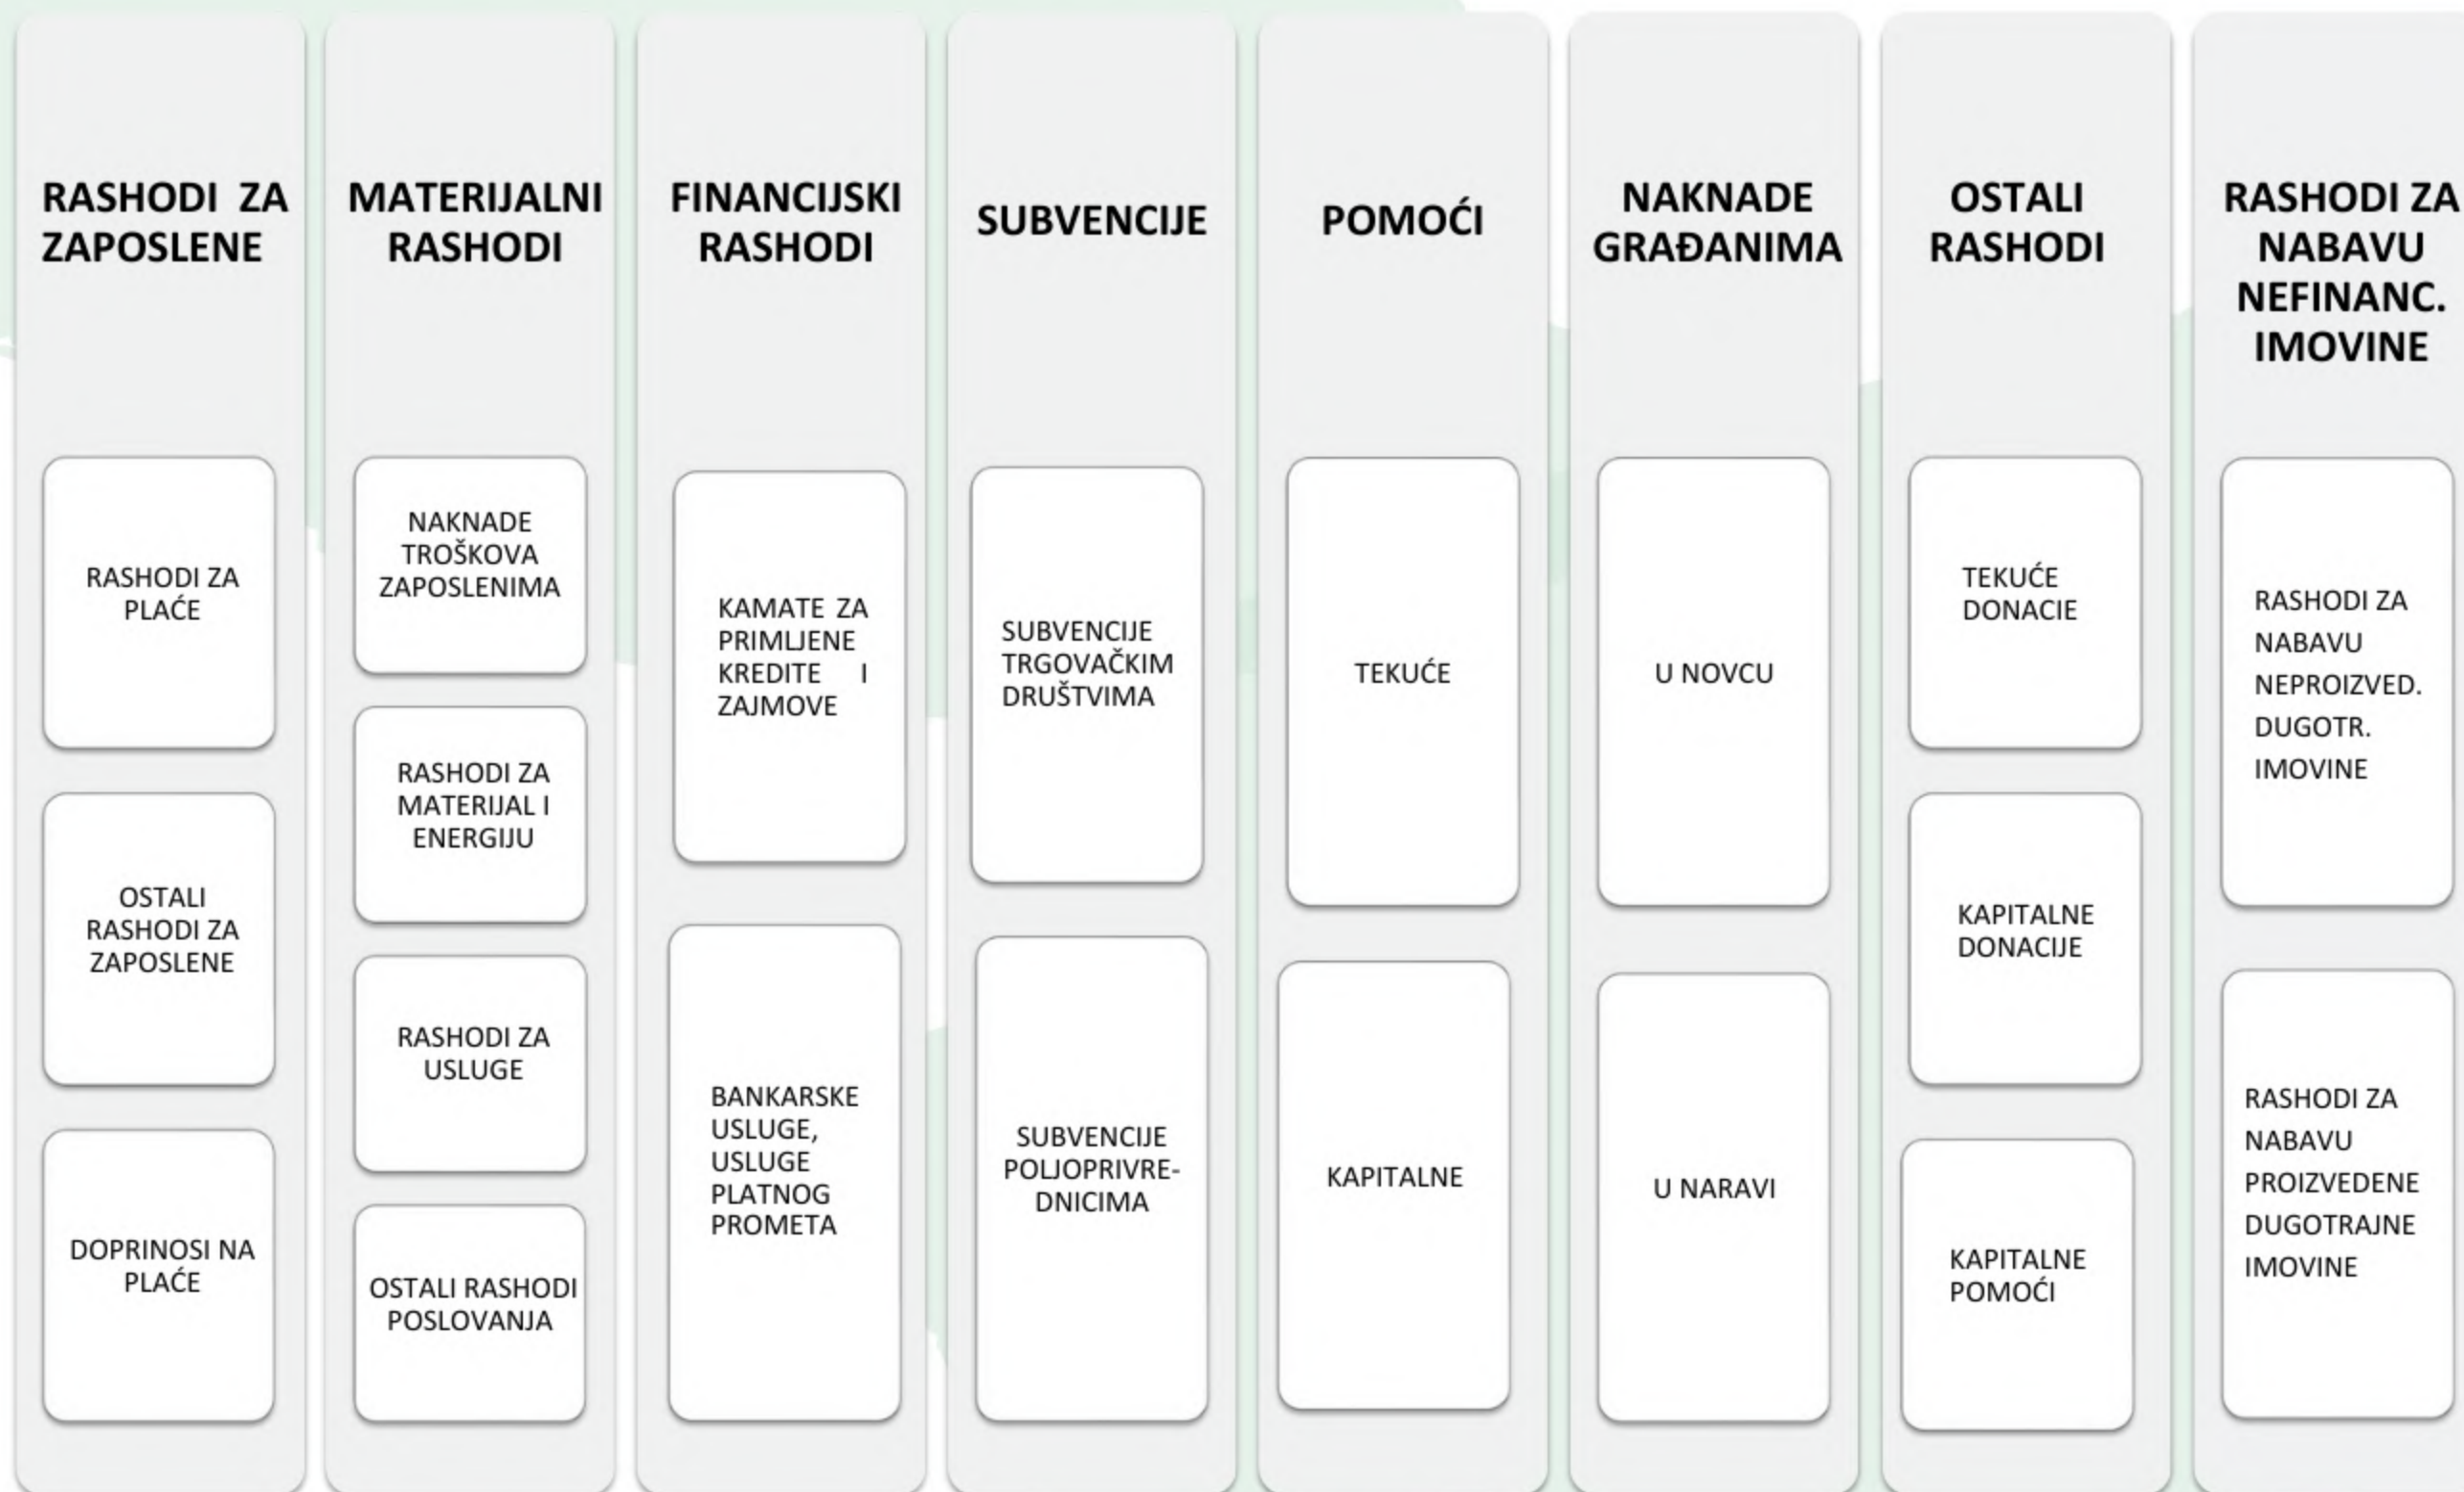 RASHODI ZA
ZAPOSLENE
RASHODI ZA
PLAĆE
OSTALI
RASHODI ZA
ZAPOSLENE
DOPRINOSI NA
PLAĆE
MATERIJALNI
RASHODI
NAKNADE
TROŠKOVA
ZAPOSLENIMA
RASHODI ZA
MATERIJAL I
ENERGIJU
RASHODI ZA
USLUGE
OSTALI RASHODI
POSLOVANJA
FINANCIJSKI
RASHODI
KAMATE ZA
PRIMLJENE
KREDITE I
ZAJMOVE
BANKARSKE
USLUGE,
USLUGE
PLATNOG
PROMETA
SUBVENCIJE
SUBVENCIJE
TRGOVAČKIM
DRUŠTVIMA
SUBVENCIJE
POLJOPRIVRE-
DNICIMA
POMOĆI
TEKUĆE
KAPITALNE
NAKNADE
GRAĐANIMA
U NOVCU
U NARAVI
OSTALI
RASHODI
TEKUĆE
DONACIE
KAPITALNE
DONACIJE
KAPITALNE
POMOĆI
RASHODI ZA
NABAVU
NEFINANC.
IMOVINE
RASHODI ZA
NABAVU
NEPROIZVED.
DUGOTR.
IMOVINE
RASHODI ZA
NABAVU
PROIZVEDENE
DUGOTRAJNE
IMOVINE